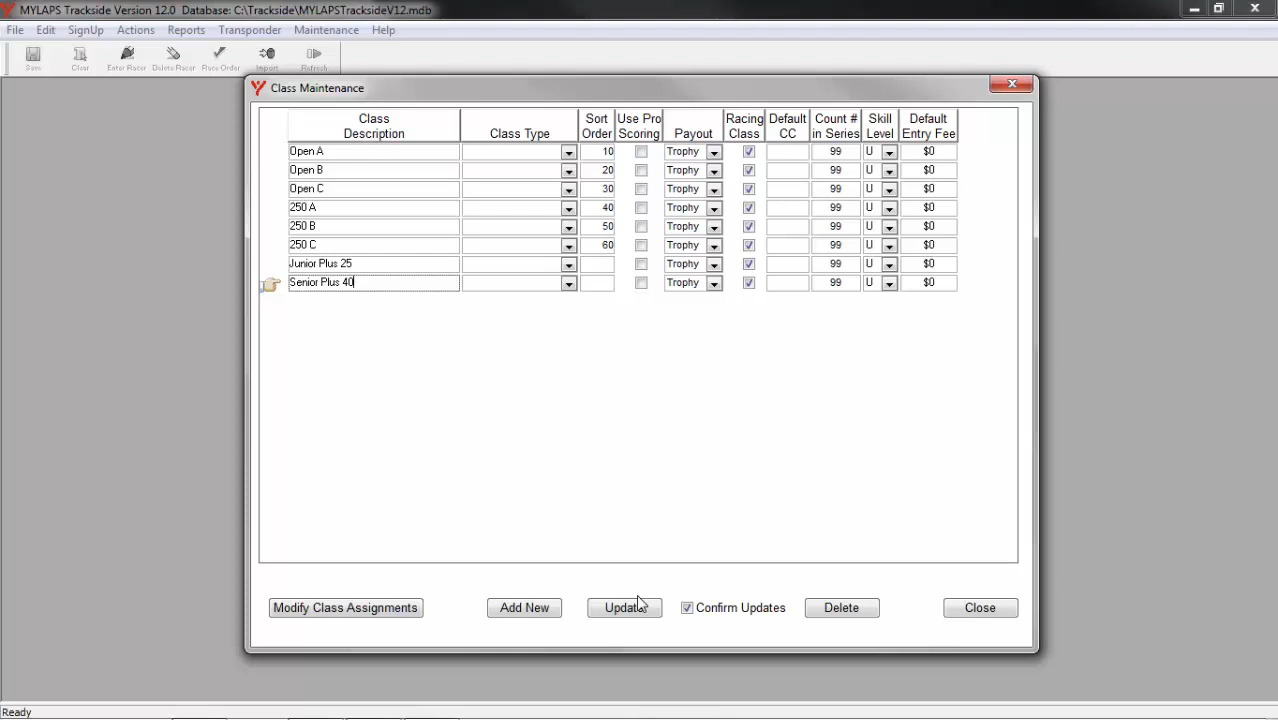 MYLAPS Trackside Version 12.0  Database: C:\Trackside\MYLAPSTracksideV12.mdb
File Edit SignUp Actions Reports Transponder Maintenance Help
Save Clear Enter Racer Delete Racer Race Order Import Refresh
Class Maintenance
Class Description Class Type Sort Order Use Pro Scoring Payout Racing Class Default CC Count # in Series Skill Level Default Entry Fee
Open A 10 Trophy 99 U $0
Open B 20 Trophy 99 U $0
Open C 30 Trophy 99 U $0
250 A 40 Trophy 99 U $0
250 B 50 Trophy 99 U $0
250 C 60 Trophy 99 U $0
Junior Plus 25 Trophy 99 U $0
Senior Plus 40 Trophy 99 U $0
Modify Class Assignments Add New Update Confirm Updates Delete Close
Ready